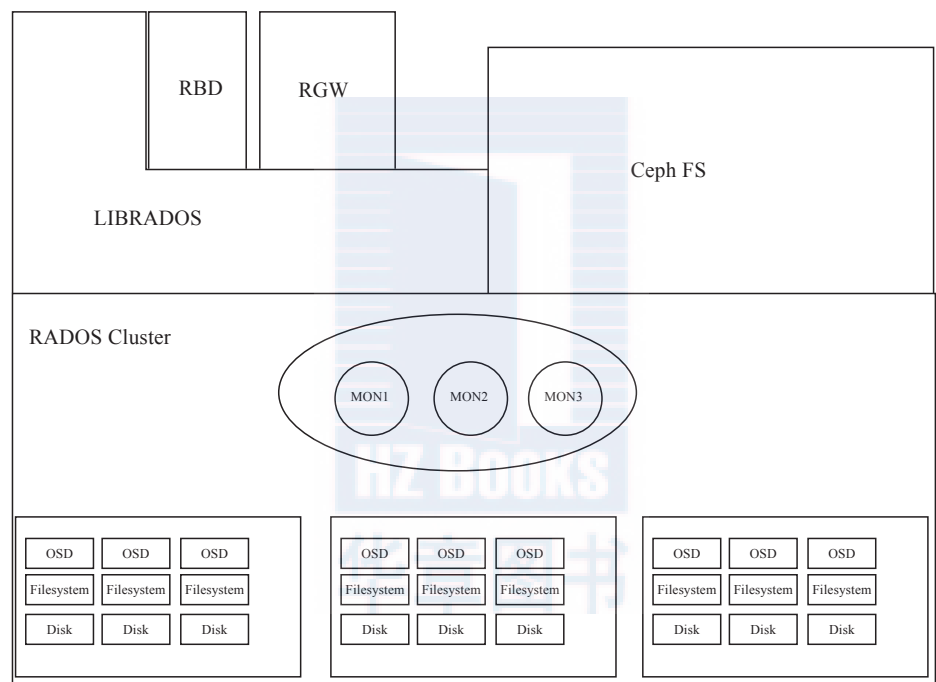 RBD
RGW
Ceph FS
LIBRADOS
RADOS Cluster
MON1 MON2 MON3
HZ BOOKS
华章图书
OSD OSD OSD OSD OSD OSD OSD OSD OSD
Filesystem Filesystem Filesystem Filesystem Filesystem Filesystem Filesystem Filesystem Filesystem
Disk Disk Disk Disk Disk Disk Disk Disk Disk